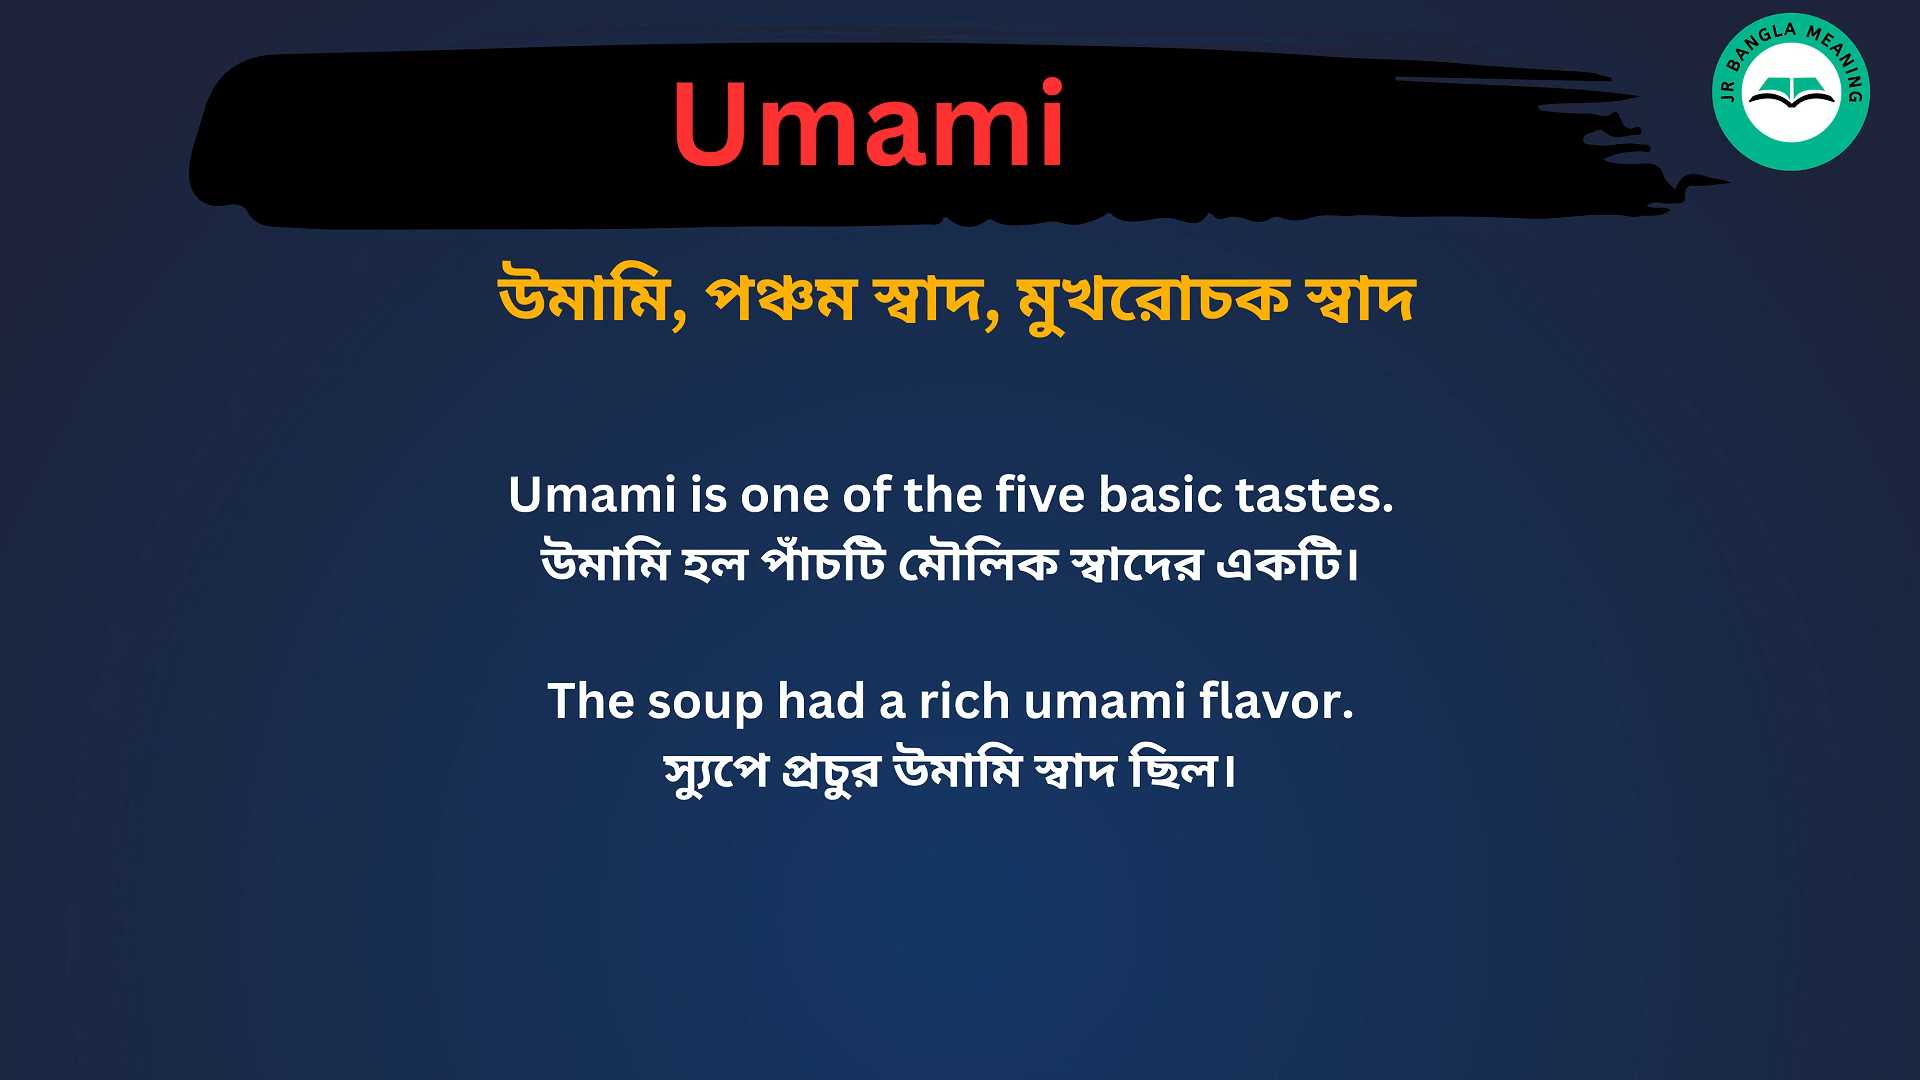 Umami
JR BANGLA MEANING
উমামি, পঞ্চম স্বাদ, মুখরোচক স্বাদ
Umami is one of the five basic tastes.
উমামি হল পাঁচটি মৌলিক স্বাদের একটি।
The soup had a rich umami flavor.
স্যুপে প্রচুর উমামি স্বাদ ছিল।